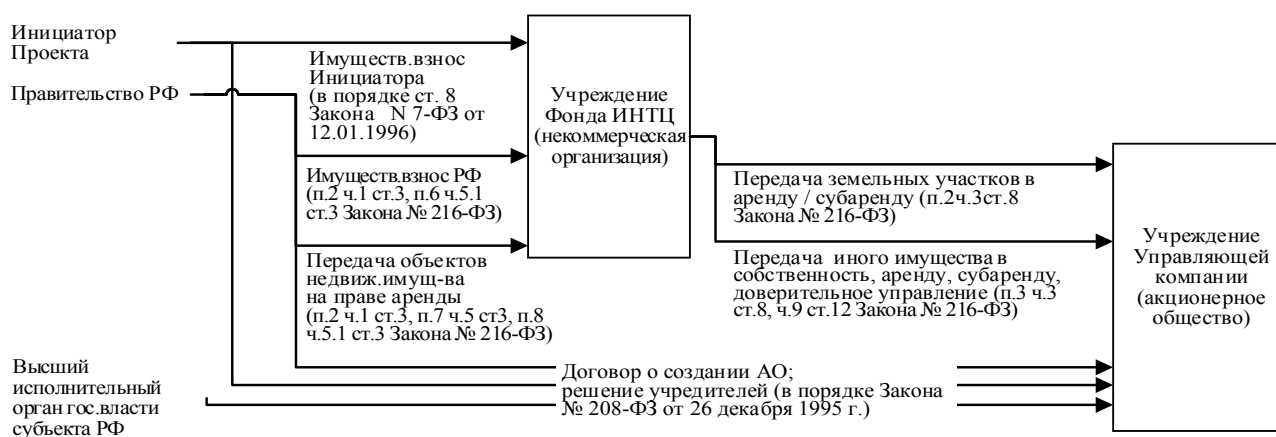 Инициатор
Проекта
Правительство РФ
Высший
исполнительный
орган гос.власти
субъекта РФ
Имуществ.взнос
Инициатора
(в порядке ст. 8
Закона N 7-ФЗ от
12.01.1996)
Имуществ.взнос РФ
(п.2 ч.1 ст.3, п.6 ч.5.1
ст.3 Закона № 216-ФЗ)
Передача объектов
недвиж.имущ-ва
на праве аренды
(п.2 ч.1 ст.3, п.7 ч.5 ст3, п.8
ч.5.1 ст.3 Закона № 216-ФЗ)
Учреждение
Фонда ИНТЦ
(некоммерческая
организация)
Передача земельных участков в
аренду / субаренду (п.2ч.3ст.8
Закона № 216-ФЗ)
Передача иного имущества в
собственность, аренду, субаренду,
доверительное управление (п.3 ч.3
ст.8, ч.9 ст.12 Закона № 216-ФЗ)
Договор о создании АО;
решение учредителей (в порядке Закона
№ 208-ФЗ от 26 декабря 1995 г.)
Учреждение
Управляющей
компании
(акционерное
общество)